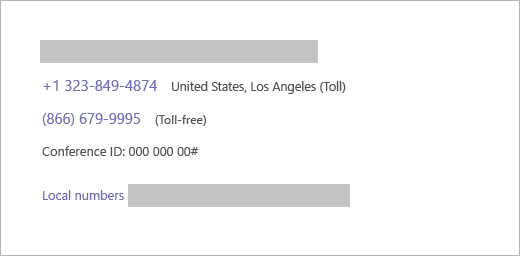 +1 323-849-4874 United States, Los Angeles (Toll)
(866) 679-9995 (Toll-free)
Conference ID: 000 000 00#
Local numbers